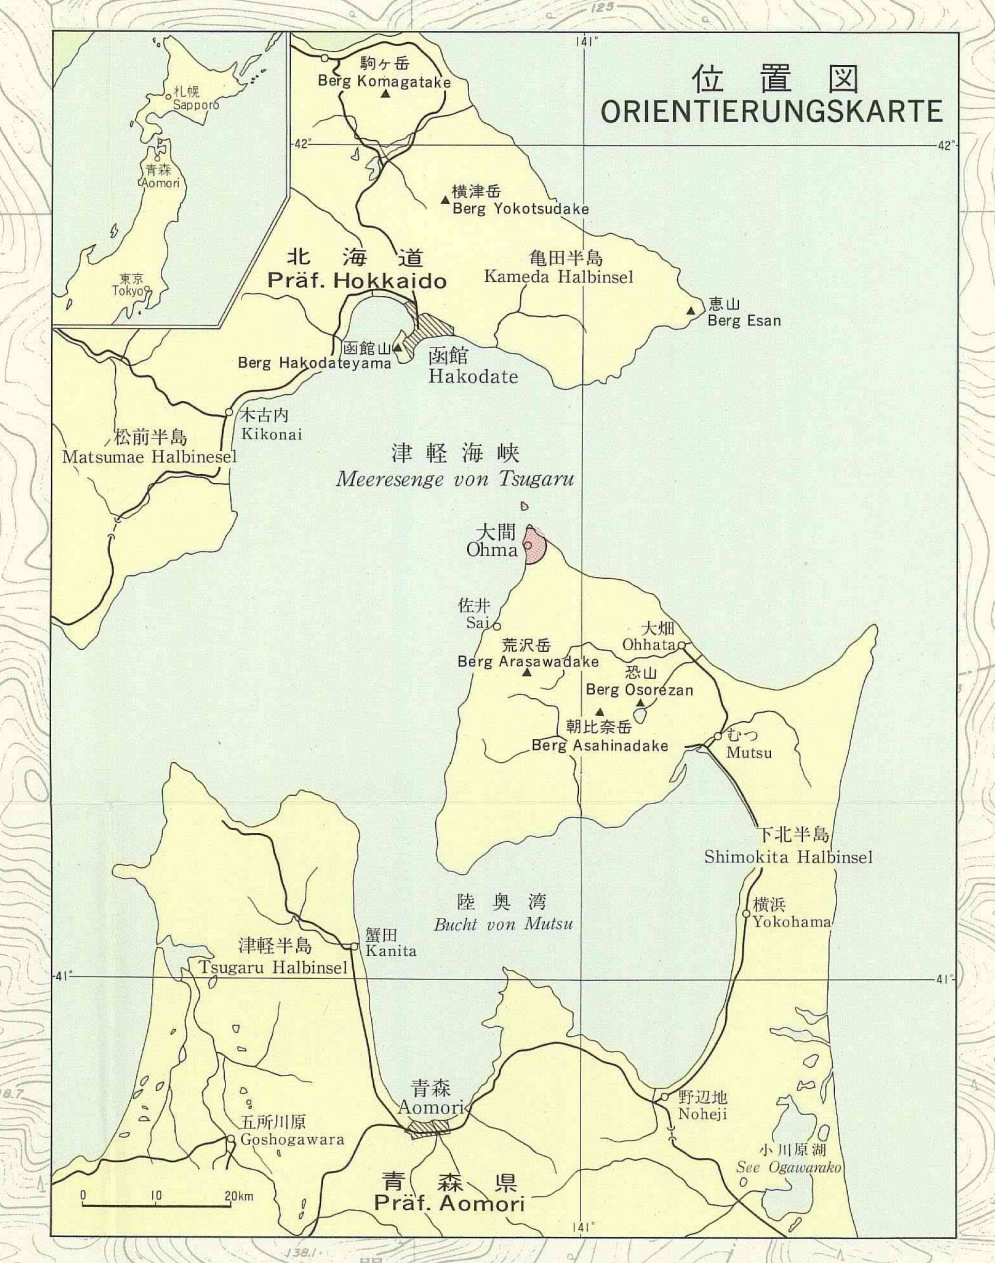 125
141°
位置図
ORIENTIERUNGSKARTE
42°
42°
札幌
Sapporo
青森
Aomori
東京
Tokyo
駒ヶ岳
Berg Komagatake
横津岳
Berg Yokotsudake
北海道
Präf. Hokkaido
亀田半島
Kameda Halbinsel
恵山
Berg Esan
函館山
Berg Hakodateyama
函館
Hakodate
木古内
Kikonai
松前半島
Matsumae Halbinesel
津軽海峡
Meeresenge von Tsugaru
大間
Ohma
佐井
Sai
荒沢岳
Berg Arasawadake
大畑
Ohhata
恐山
Berg Osorezan
朝比奈岳
Berg Asahinadake
むつ
Mutsu
下北半島
Shimokita Halbinsel
陸奥湾
Bucht von Mutsu
横浜
Yokohama
蟹田
Kanita
津軽半島
Tsugaru Halbinsel
41°
41°
青森
Aomori
野辺地
Noheji
五所川原
Goshogawara
小川原湖
See Ogawarako
0 10 20km
青森県
Präf. Aomori
141°
138.1